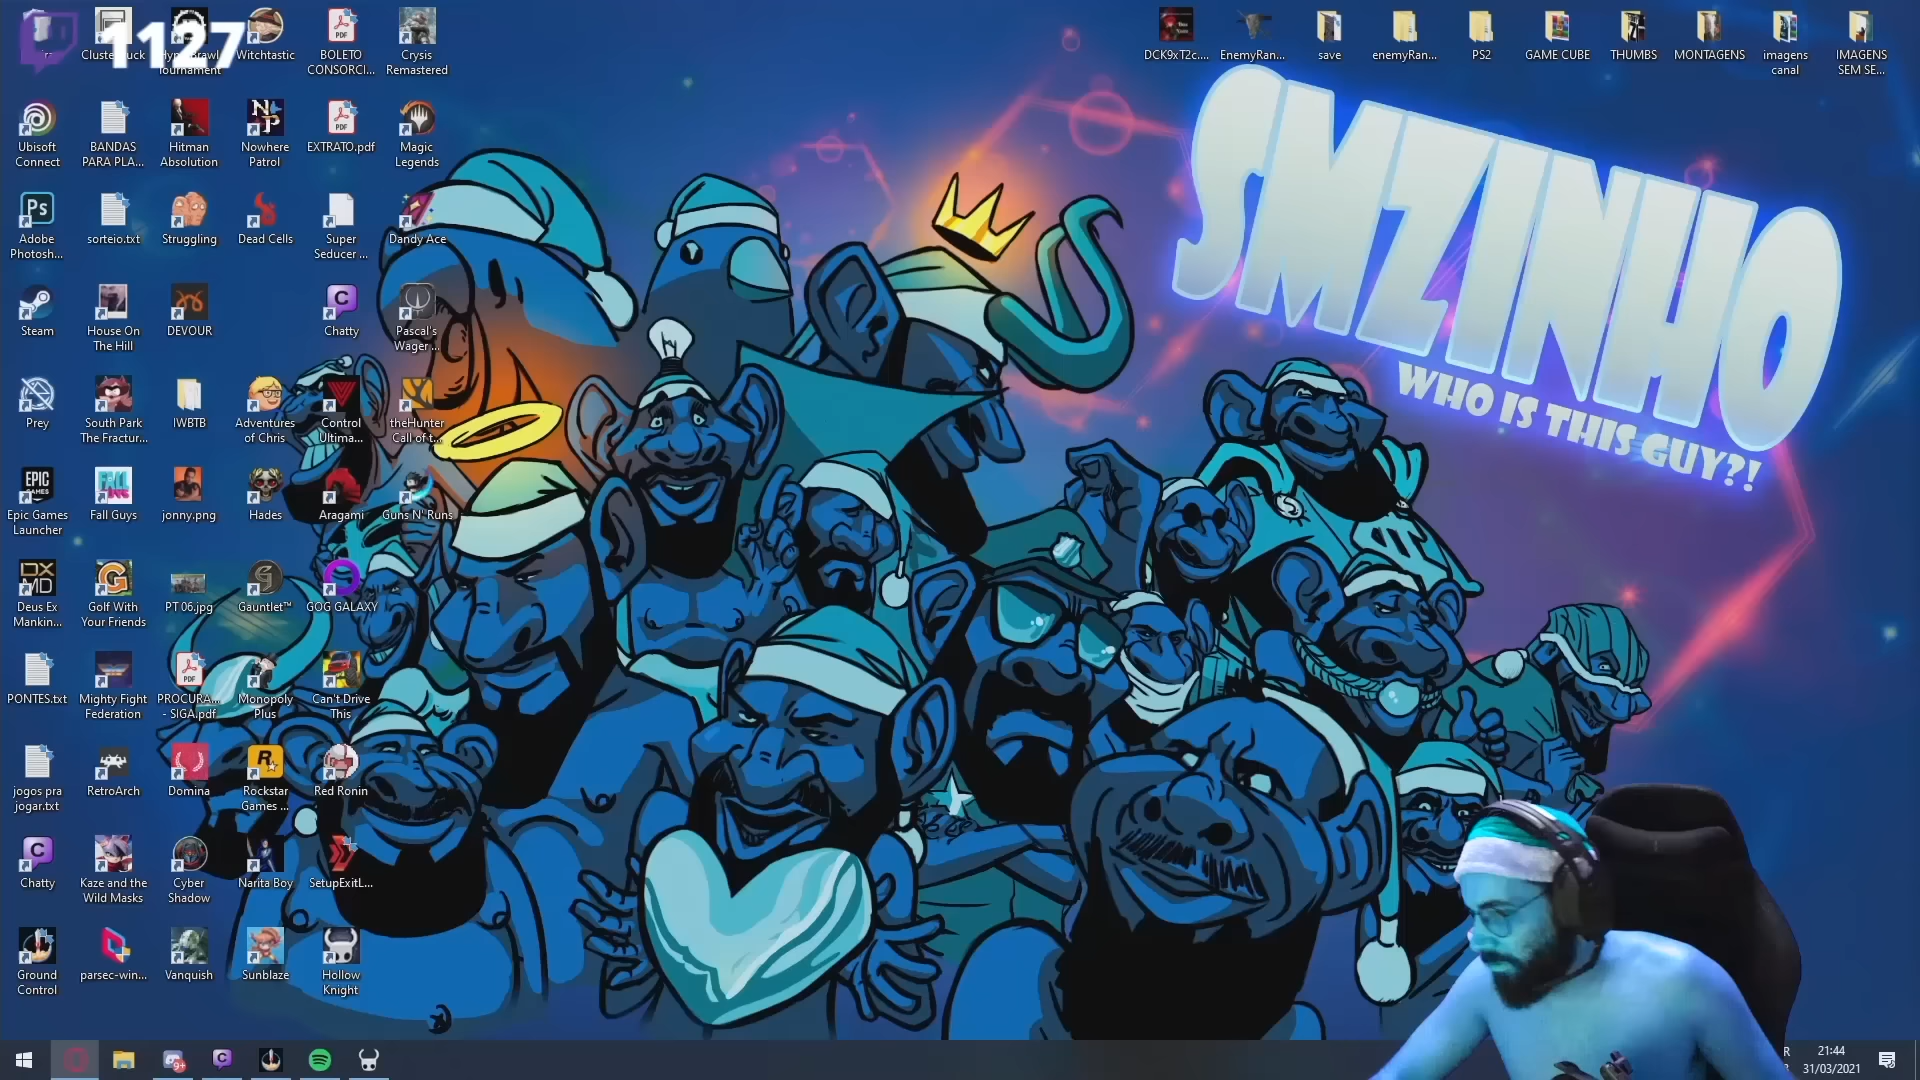 1127
Witchtastic
BOLETO
CONSORCI...
Crysis
Remastered
DCK9xT2c....
EnemyRan...
save
enemyRan...
PS2
GAME CUBE
THUMBS
MONTAGENS
imagens
canal
IMAGENS
SEM SE...
Ubisoft
Connect
BANDAS
PARA PLA...
Hitman
Absolution
Nowhere
Patrol
EXTRATO.pdf
Magic
Legends
Adobe
Photosh...
sorteio.txt
Struggling
Dead Cells
Super
Seducer ...
Dandy Ace
Steam
House On
The Hill
DEVOUR
Chatty
Pascal's
Wager ...
Prey
South Park
The Fractur...
IWBTB
Adventures
of Chris
Control
Ultima...
theHunter
Call of t...
Epic Games
Launcher
Fall Guys
jonny.png
Hades
Aragami
Guns N' Runs
Deus Ex
Mankin...
Golf With
Your Friends
PT 06.jpg
Gauntlet™
GOG GALAXY
PONTES.txt
Mighty Fight
Federation
PROCURA...
- SIGA.pdf
Monopoly
Plus
Can't Drive
This
jogos pra
jogar.txt
RetroArch
Domina
Rockstar
Games ...
Red Ronin
Chatty
Kaze and the
Wild Masks
Cyber
Shadow
Narita Boy
SetupExitL...
Ground
Control
parsec-win...
Vanquish
Sunblaze
Hollow
Knight
SMZINHO
WHO IS THIS GUY?!
21:44
31/03/2021